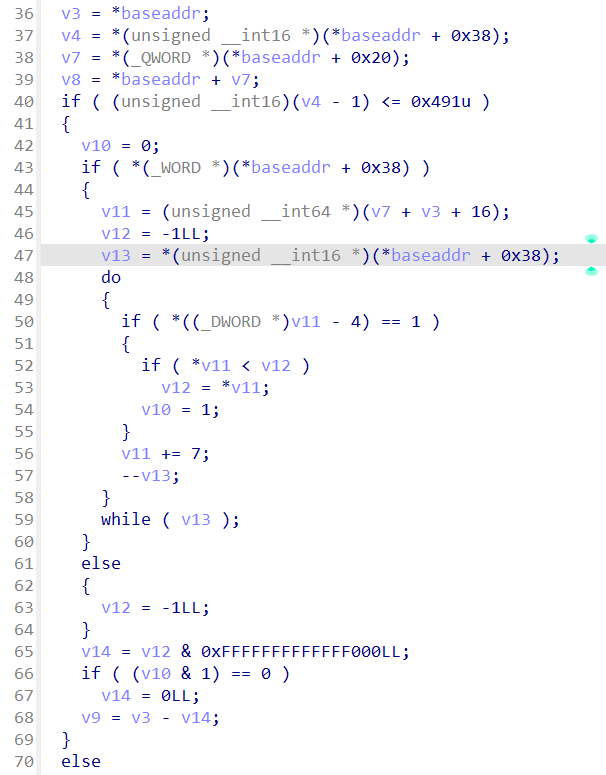 36 v3 = *baseaddr;
37 v4 = *(unsigned __int16 *)(*baseaddr + 0x38);
38 v7 = *(_QWORD *)(*baseaddr + 0x20);
39 v8 = *baseaddr + v7;
40 if ( (unsigned __int16)(v4 - 1) <= 0x491u )
41 {
42 v10 = 0;
43 if ( *(_WORD *)(*baseaddr + 0x38) )
44 {
45 v11 = (unsigned __int64 *)(v7 + v3 + 16);
46 v12 = -1LL;
47 v13 = *(unsigned __int16 *)(*baseaddr + 0x38);
48 do
49 {
50 if ( *((_DWORD *)v11 - 4) == 1 )
51 {
52 if ( *v11 < v12 )
53 v12 = *v11;
54 v10 = 1;
55 }
56 v11 += 7;
57 --v13;
58 }
59 while ( v13 );
60 }
61 else
62 {
63 v12 = -1LL;
64 }
65 v14 = v12 & 0xFFFFFFFFFFFFF000LL;
66 if ( (v10 & 1) == 0 )
67 v14 = 0LL;
68 v9 = v3 - v14;
69 }
70 else